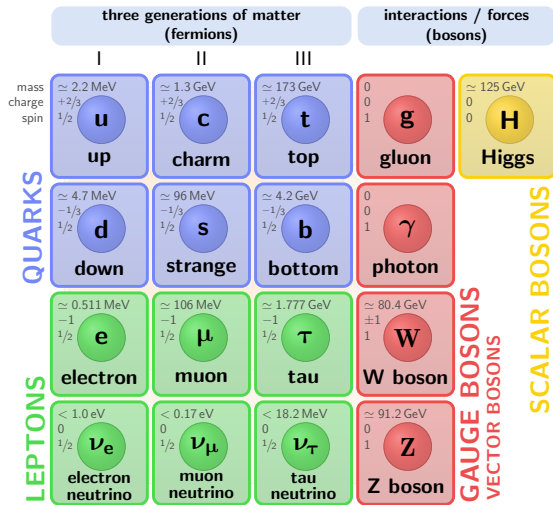 three generations of matter
(fermions)
interactions / forces
(bosons)
I II III
mass
charge
spin
≃ 2.2 MeV
+2/3
1/2
u
up
≃ 1.3 GeV
+2/3
1/2
c
charm
≃ 173 GeV
+2/3
1/2
t
top
0
0
1
g
gluon
≃ 125 GeV
0
0
H
Higgs
QUARKS
≃ 4.7 MeV
−1/3
1/2
d
down
≃ 96 MeV
−1/3
1/2
s
strange
≃ 4.2 GeV
−1/3
1/2
b
bottom
0
0
1
γ
photon
SCALAR BOSONS
LEPTONS
≃ 0.511 MeV
−1
1/2
e
electron
≃ 106 MeV
−1
1/2
μ
muon
≃ 1.777 GeV
−1
1/2
τ
tau
≃ 80.4 GeV
±1
1
W
W boson
GAUGE BOSONS
VECTOR BOSONS
< 1.0 eV
0
1/2
νe
electron
neutrino
< 0.17 eV
0
1/2
νμ
muon
neutrino
< 18.2 MeV
0
1/2
ντ
tau
neutrino
≃ 91.2 GeV
0
1
Z
Z boson